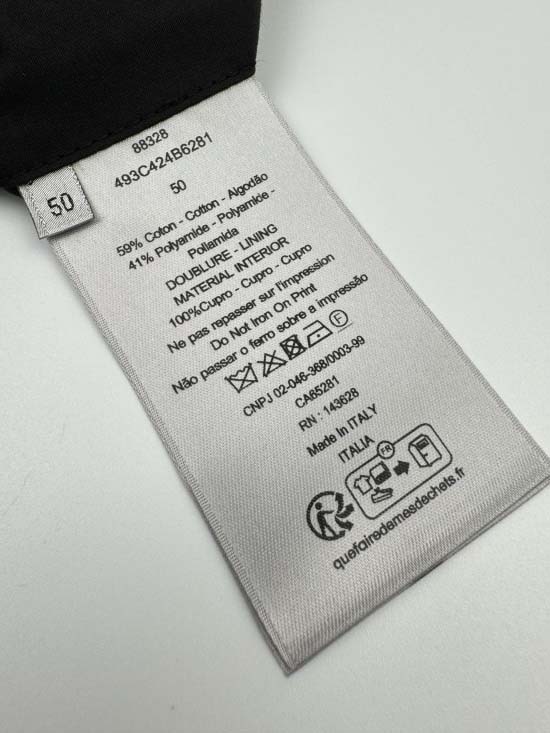 50
88328
493C424B6281
50
59% Coton - Cotton - Algodão
41% Polyamide - Polyamide -
Poliamida
DOUBLURE - LINING
MATERIAL INTERIOR
100%Cupro - Cupro - Cupro
Ne pas repasser sur l'impression
Do Not Iron On Print
Não passar o ferro sobre a impressão
F
CNPJ 02-046-368/0003-99
CA65281
RN : 143628
Made In ITALY
ITALIA
FR
quefairedemesdechets.fr